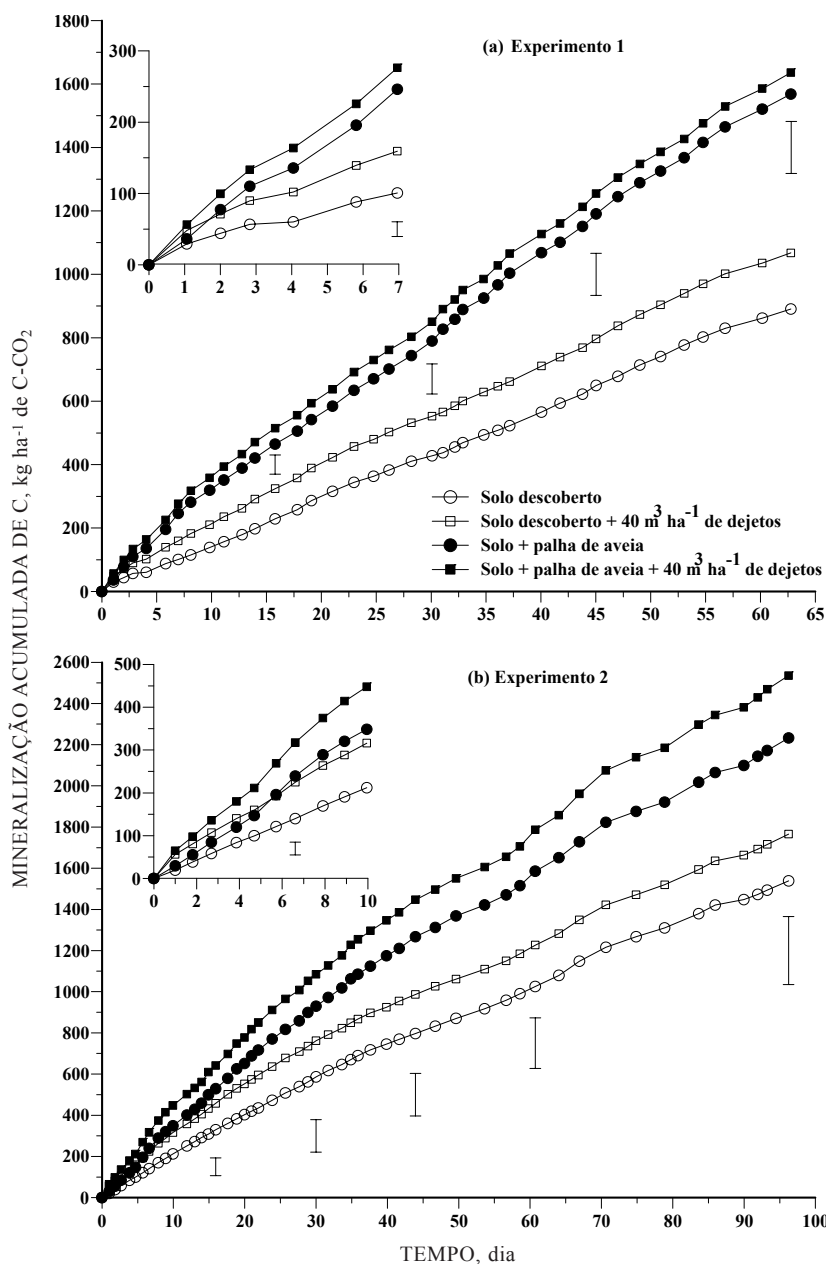 MINERALIZAÇÃO ACUMULADA DE C, kg ha-1 de C-CO2
(a) Experimento 1
1800
1600
1400
1200
1000
800
600
400
200
0
300
200
100
0
0 1 2 3 4 5 6 7
Solo descoberto
Solo descoberto + 40 m3 ha-1 de dejetos
Solo + palha de aveia
Solo + palha de aveia + 40 m3 ha-1 de dejetos
0 5 10 15 20 25 30 35 40 45 50 55 60 65
(b) Experimento 2
2600
2400
2200
2000
1800
1600
1400
1200
1000
800
600
400
200
0
500
400
300
200
100
0
0 2 4 6 8 10
0 10 20 30 40 50 60 70 80 90 100
TEMPO, dia